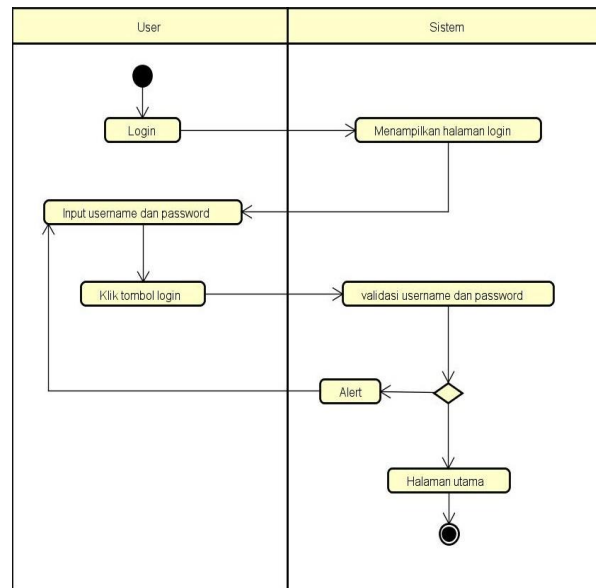 User
Sistem
Login
Menampilkan halaman login
Input username dan password
Klik tombol login
validasi username dan password
Alert
Halaman utama